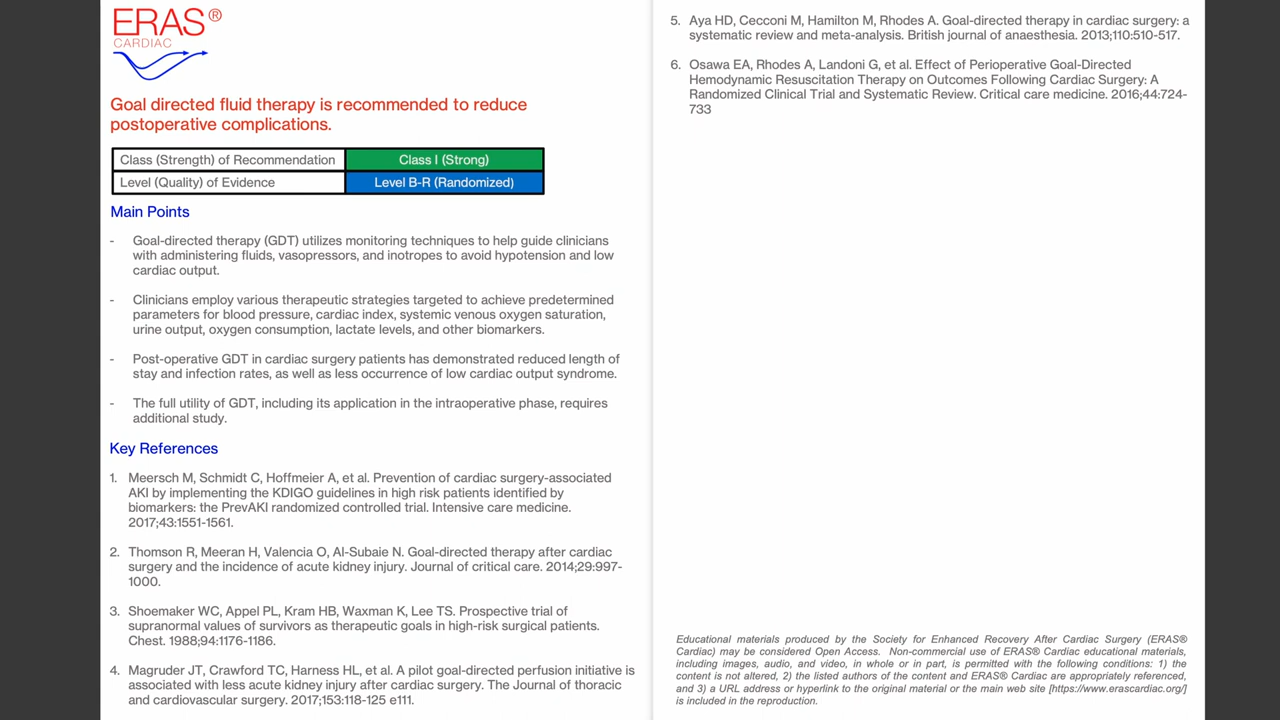 ERAS®
CARDIAC
Goal directed fluid therapy is recommended to reduce
postoperative complications.
Class (Strength) of Recommendation Class I (Strong)
Level (Quality) of Evidence Level B-R (Randomized)
Main Points
- Goal-directed therapy (GDT) utilizes monitoring techniques to help guide clinicians
with administering fluids, vasopressors, and inotropes to avoid hypotension and low
cardiac output.
- Clinicians employ various therapeutic strategies targeted to achieve predetermined
parameters for blood pressure, cardiac index, systemic venous oxygen saturation,
urine output, oxygen consumption, lactate levels, and other biomarkers.
- Post-operative GDT in cardiac surgery patients has demonstrated reduced length of
stay and infection rates, as well as less occurrence of low cardiac output syndrome.
- The full utility of GDT, including its application in the intraoperative phase, requires
additional study.
Key References
1. Meersch M, Schmidt C, Hoffmeier A, et al. Prevention of cardiac surgery-associated
AKI by implementing the KDIGO guidelines in high risk patients identified by
biomarkers: the PrevAKI randomized controlled trial. Intensive care medicine.
2017;43:1551-1561.
2. Thomson R, Meeran H, Valencia O, Al-Subaie N. Goal-directed therapy after cardiac
surgery and the incidence of acute kidney injury. Journal of critical care. 2014;29:997-
1000.
3. Shoemaker WC, Appel PL, Kram HB, Waxman K, Lee TS. Prospective trial of
supranormal values of survivors as therapeutic goals in high-risk surgical patients.
Chest. 1988;94:1176-1186.
4. Magruder JT, Crawford TC, Harness HL, et al. A pilot goal-directed perfusion initiative is
associated with less acute kidney injury after cardiac surgery. The Journal of thoracic
and cardiovascular surgery. 2017;153:118-125 e111.
5. Aya HD, Cecconi M, Hamilton M, Rhodes A. Goal-directed therapy in cardiac surgery: a
systematic review and meta-analysis. British journal of anaesthesia. 2013;110:510-517.
6. Osawa EA, Rhodes A, Landoni G, et al. Effect of Perioperative Goal-Directed
Hemodynamic Resuscitation Therapy on Outcomes Following Cardiac Surgery: A
Randomized Clinical Trial and Systematic Review. Critical care medicine. 2016;44:724-
733
Educational materials produced by the Society for Enhanced Recovery After Cardiac Surgery (ERAS®
Cardiac) may be considered Open Access. Non-commercial use of ERAS® Cardiac educational materials,
including images, audio, and video, in whole or in part, is permitted with the following conditions: 1) the
content is not altered, 2) the listed authors of the content and ERAS® Cardiac are appropriately referenced,
and 3) a URL address or hyperlink to the original material or the main web site [https://www.erascardiac.org/]
is included in the reproduction.